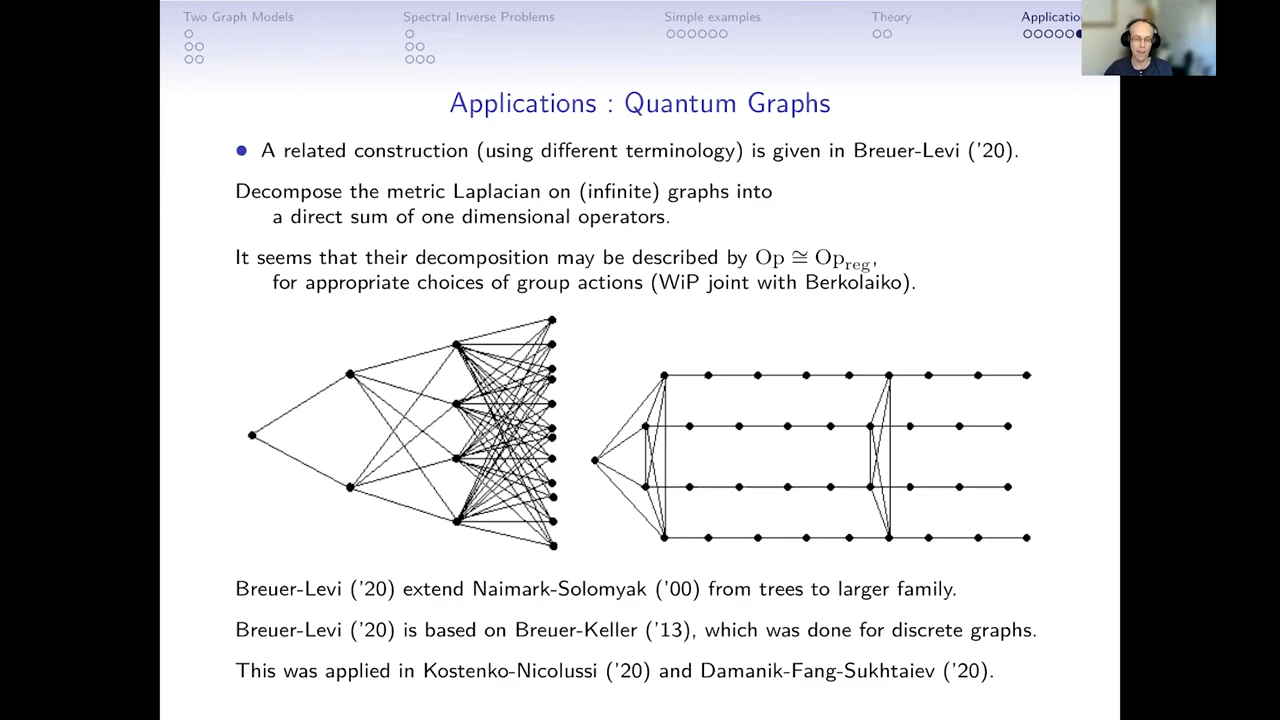 Two Graph Models
Spectral Inverse Problems
Simple examples
Theory
Applications : Quantum Graphs
• A related construction (using different terminology) is given in Breuer-Levi ('20).
Decompose the metric Laplacian on (infinite) graphs into
a direct sum of one dimensional operators.
It seems that their decomposition may be described by Op ≅ Op_reg,
for appropriate choices of group actions (WiP joint with Berkolaiko).
Breuer-Levi ('20) extend Naimark-Solomyak ('00) from trees to larger family.
Breuer-Levi ('20) is based on Breuer-Keller ('13), which was done for discrete graphs.
This was applied in Kostenko-Nicolussi ('20) and Damanik-Fang-Sukhtaiev ('20).